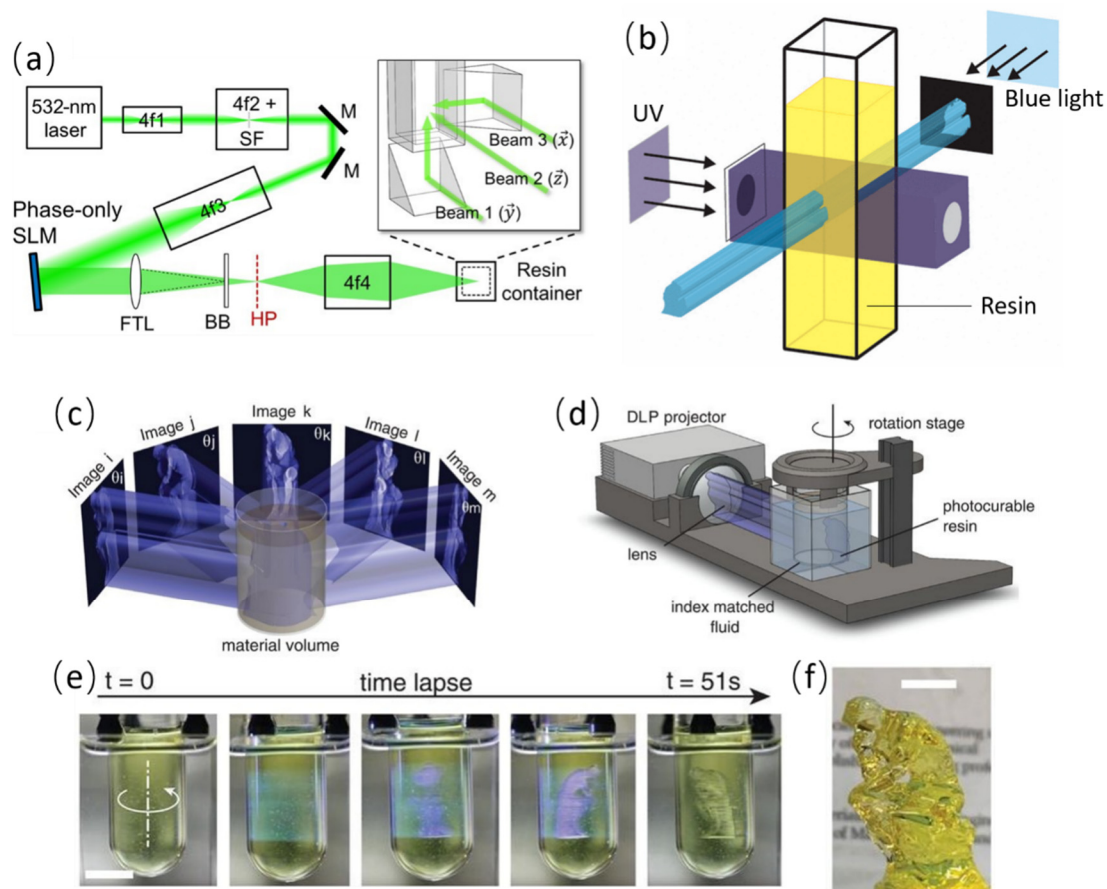 (a)
532-nm
laser
4f1
4f2 +
SF
M
M
4f3
Phase-only
SLM
FTL
BB
HP
4f4
Resin
container
Beam 3 (x⃗)
Beam 2 (z⃗)
Beam 1 (y⃗)
(b)
UV
Blue light
Resin
(c)
Image i
θi
Image j
θj
Image k
θk
Image l
θl
Image m
θm
material volume
(d)
DLP projector
rotation stage
lens
photocurable
resin
index matched
fluid
(e)
t = 0
time lapse
t = 51s
(f)